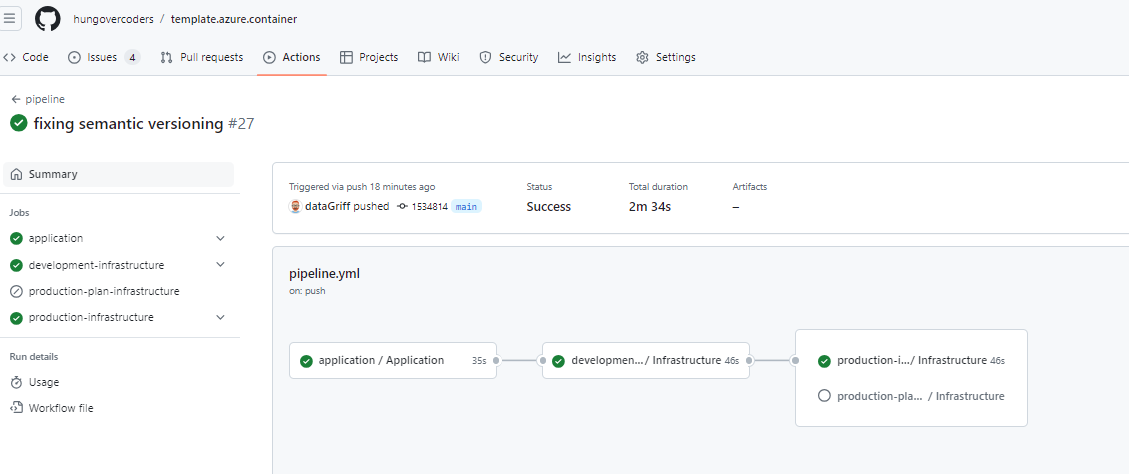 hungovercoders / template.azure.container
Code Issues 4 Pull requests Actions Projects Wiki Security Insights Settings
pipeline
fixing semantic versioning #27
Summary
Jobs
application
development-infrastructure
production-plan-infrastructure
production-infrastructure
Run details
Usage
Workflow file
Triggered via push 18 minutes ago
dataGriff pushed 1534814 main
Status
Success
Total duration
2m 34s
Artifacts
–
pipeline.yml
on: push
application / Application 35s
developmen... / Infrastructure 46s
production-i.../ Infrastructure 46s
production-pla... / Infrastructure